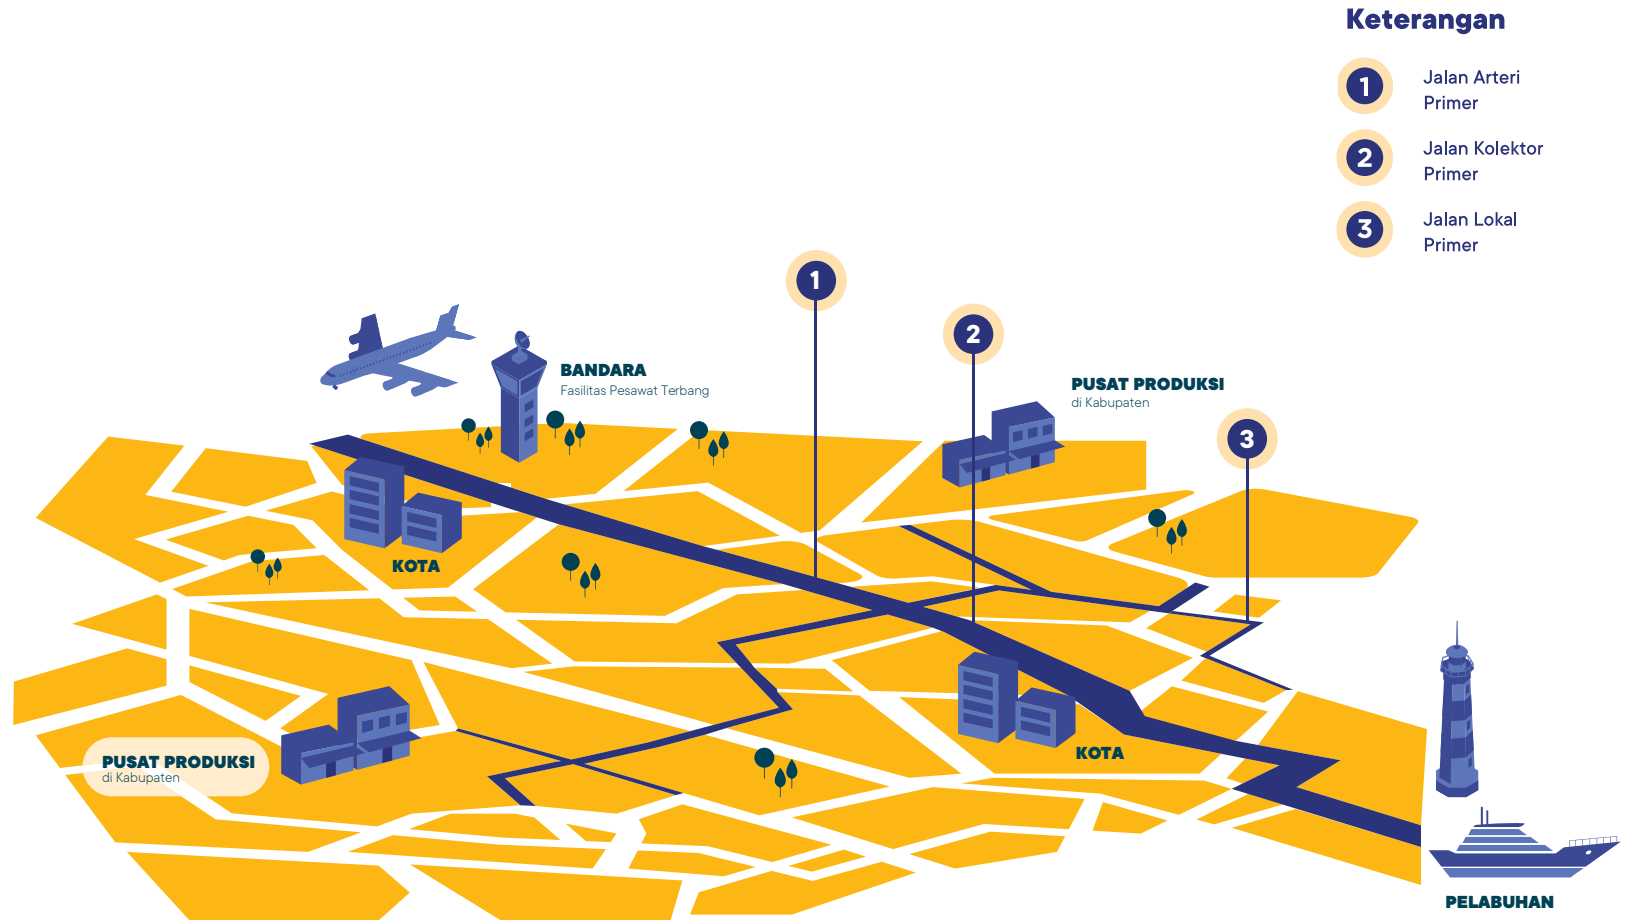 Keterangan
1
Jalan Arteri
Primer
2
Jalan Kolektor
Primer
3
Jalan Lokal
Primer
1
2
BANDARA
Fasilitas Pesawat Terbang
PUSAT PRODUKSI
di Kabupaten
3
KOTA
KOTA
PUSAT PRODUKSI
di Kabupaten
PELABUHAN